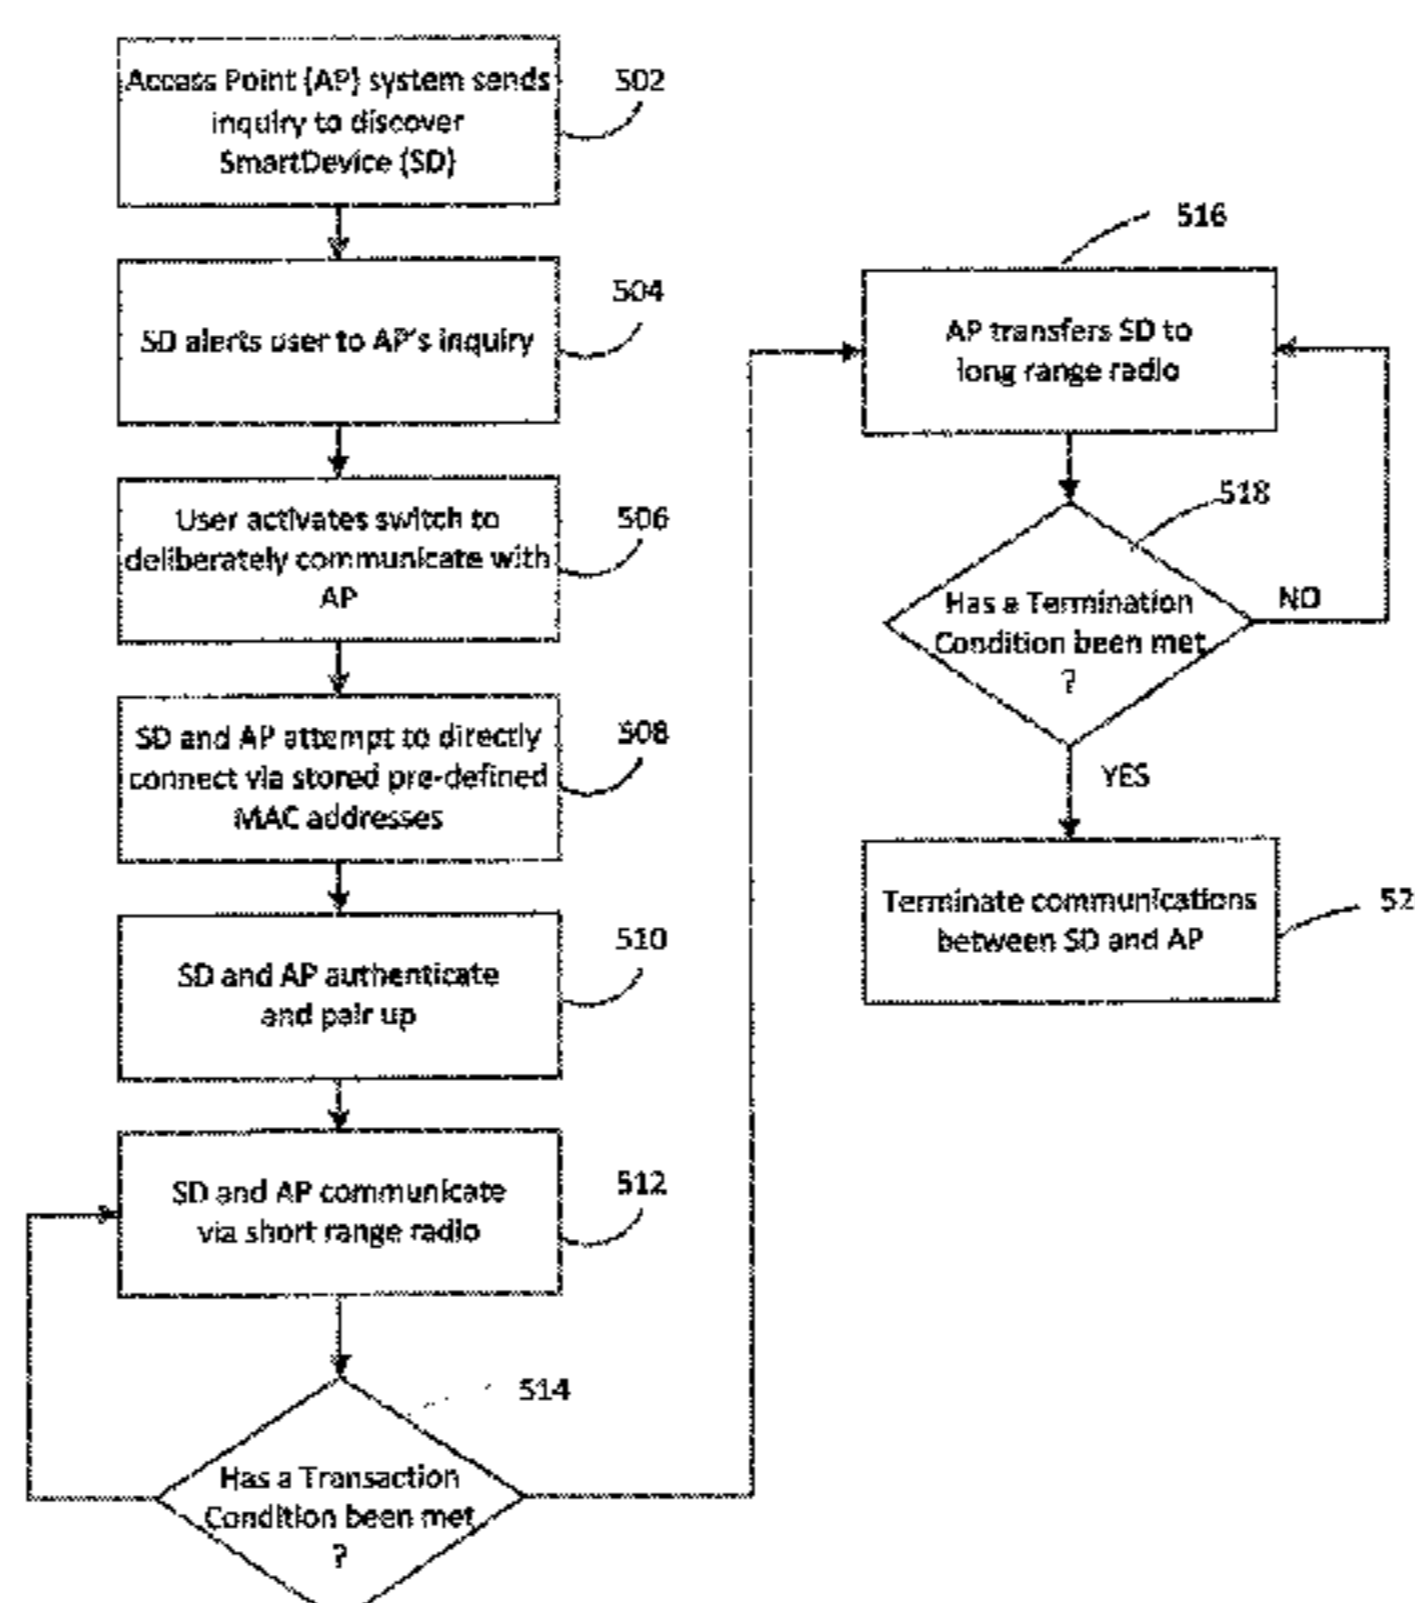 Access Point (AP) system sends
inquiry to discover
SmartDevice (SD)
502
SD alerts user to AP's inquiry
504
User activates switch to
deliberately communicate with
AP
506
SD and AP attempt to directly
connect via stored pre-defined
MAC addresses
508
SD and AP authenticate
and pair up
510
SD and AP communicate
via short range radio
512
Has a Transaction
Condition been met
?
514
AP transfers SD to
long range radio
516
Has a Termination
Condition been met
?
518
NO
YES
Terminate communications
between SD and AP
52